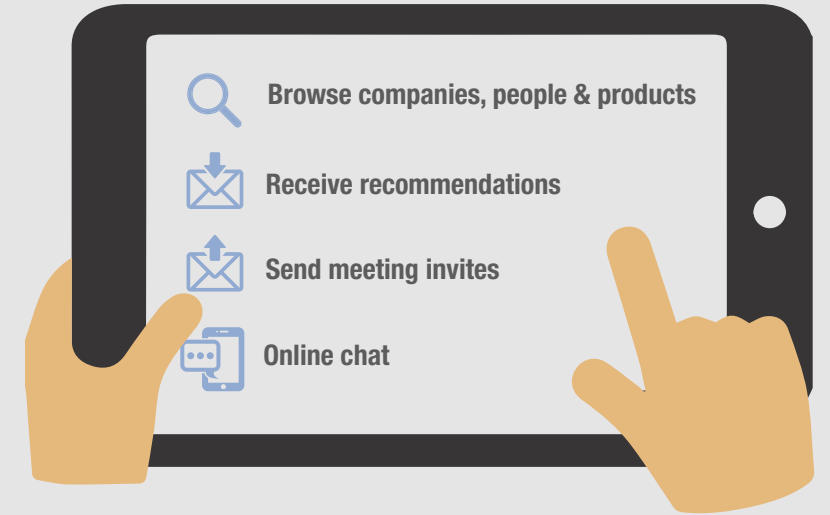 Browse companies, people & products
Receive recommendations
Send meeting invites
Online chat